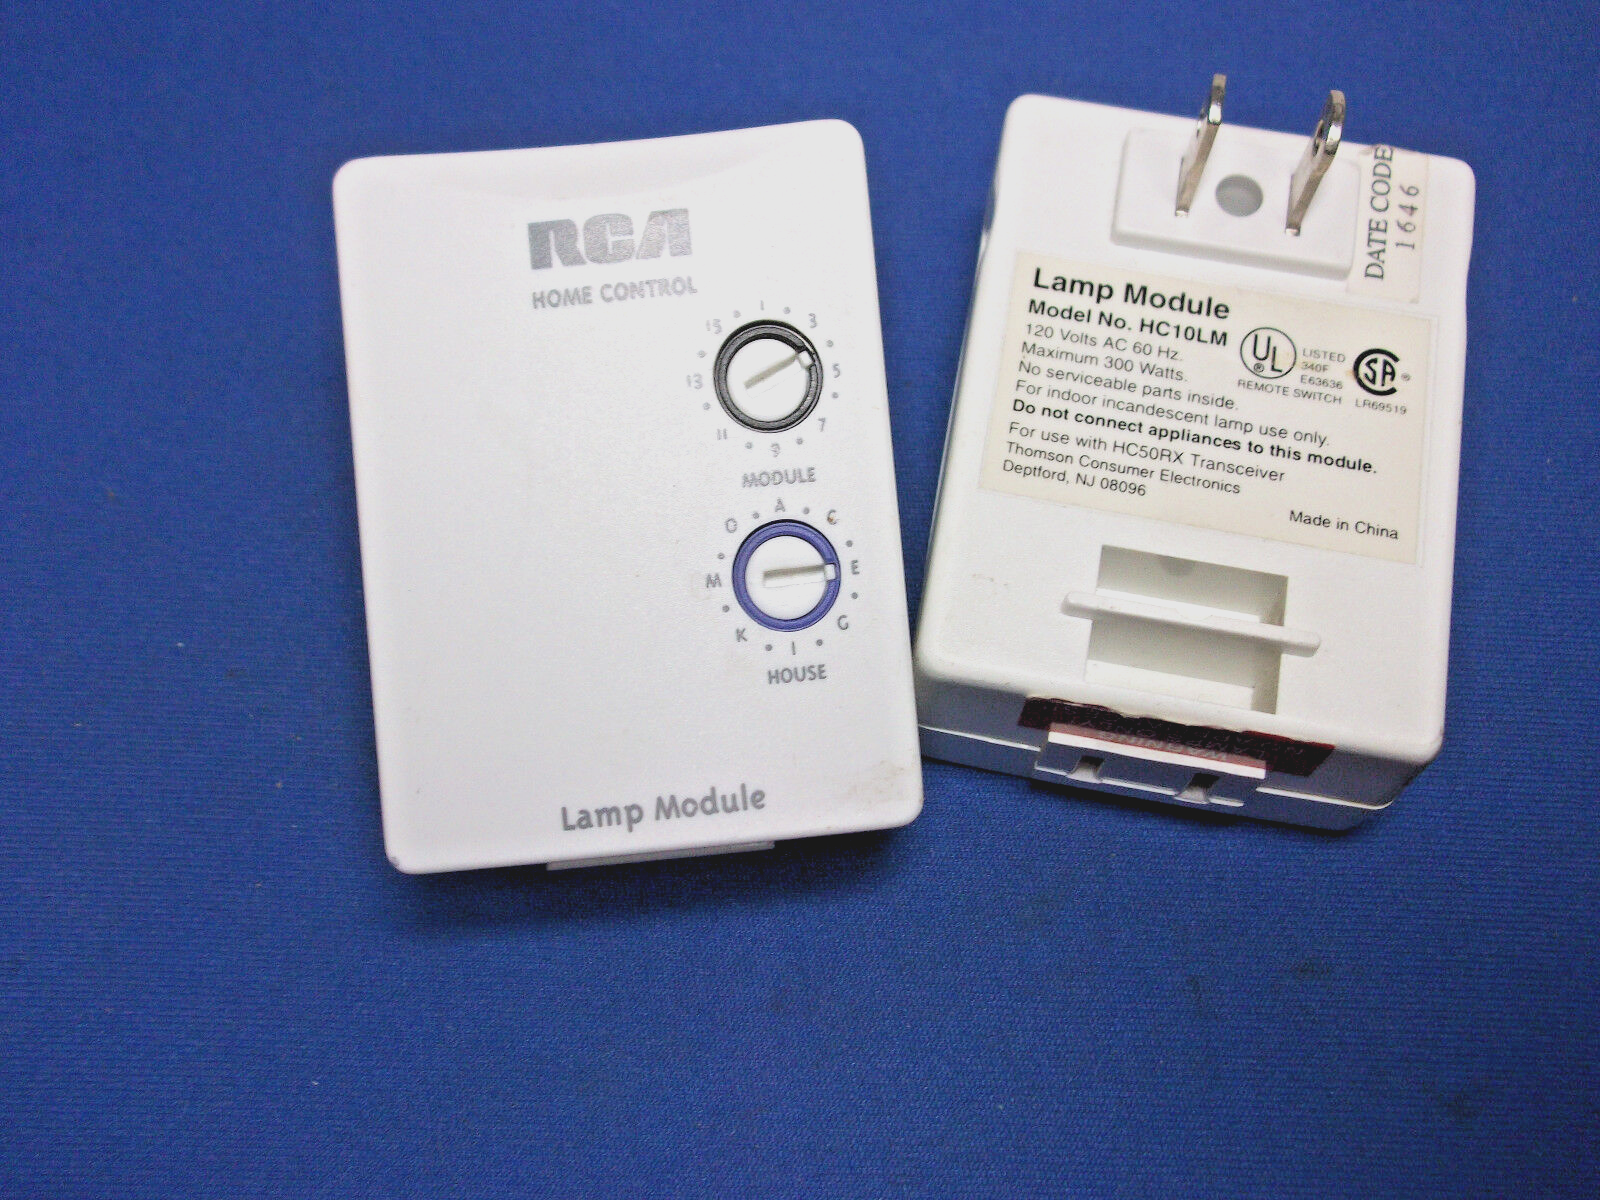 RCA
HOME CONTROL
1
3
5
7
9
11
13
15
MODULE
A
C
E
G
I
K
M
O
HOUSE
Lamp Module
DATE CODE
1646
Lamp Module
Model No. HC10LM
120 Volts AC 60 Hz.
Maximum 300 Watts.
No serviceable parts inside.
For indoor incandescent lamp use only.
Do not connect appliances to this module.
For use with HC50RX Transceiver
Thomson Consumer Electronics
Deptford, NJ 08096
Made in China
UL
®
LISTED
340F
E63636
REMOTE SWITCH
SA
®
LR69519